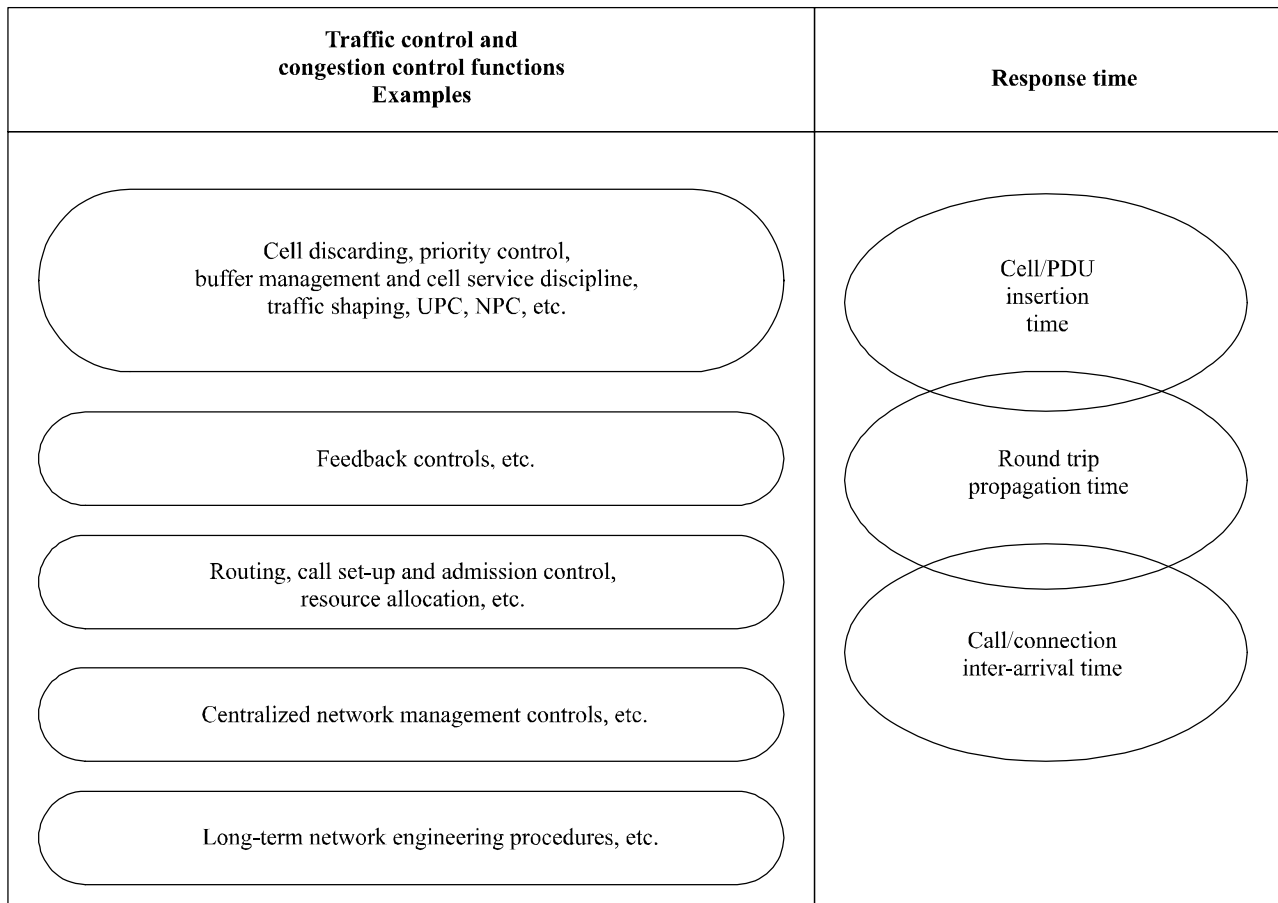 Traffic control and
congestion control functions
Examples
Response time
Cell discarding, priority control,
buffer management and cell service discipline,
traffic shaping, UPC, NPC, etc.
Cell/PDU
insertion
time
Feedback controls, etc.
Round trip
propagation time
Routing, call set-up and admission control,
resource allocation, etc.
Call/connection
inter-arrival time
Centralized network management controls, etc.
Long-term network engineering procedures, etc.